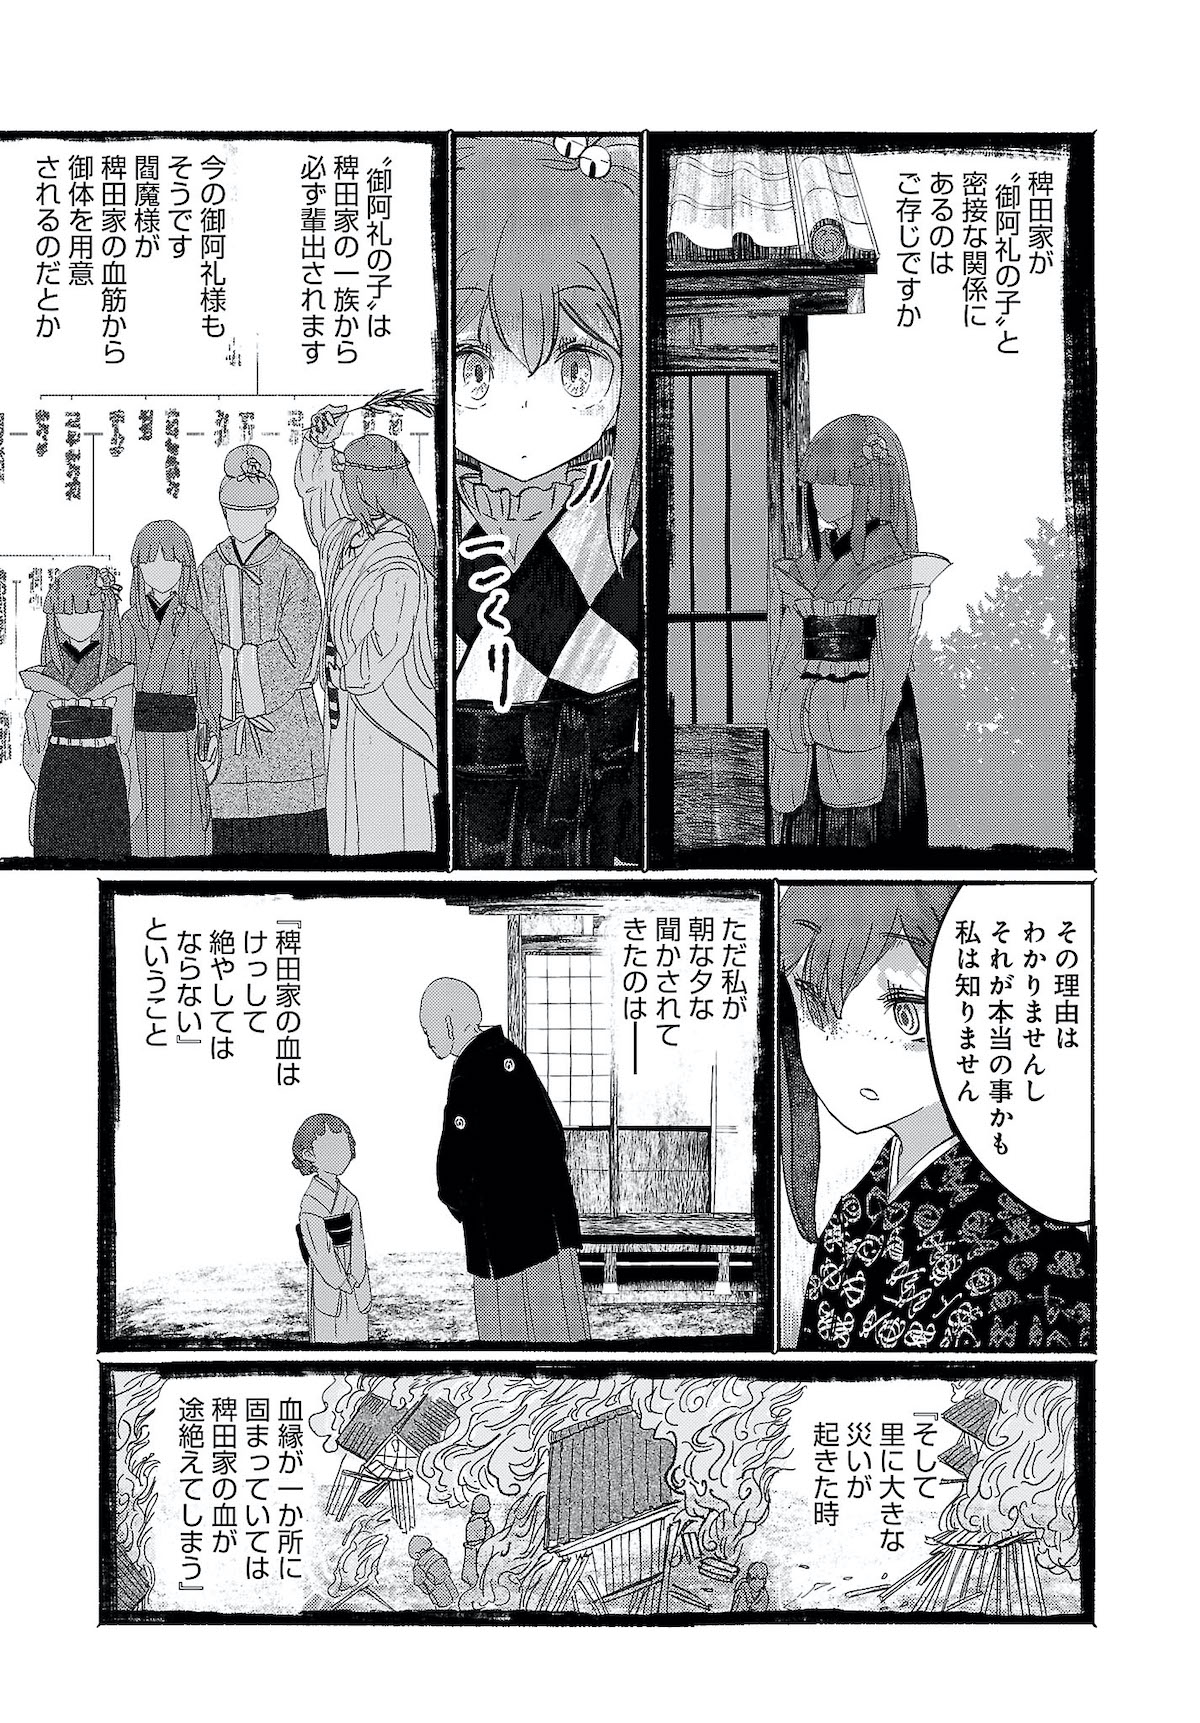 稗田家が
〝御阿礼の子〟と
密接な関係に
あるのは
ご存じですか
こくり
〝御阿礼の子〟は
稗田家の一族から
必ず輩出されます
今の御阿礼様も
そうです
閻魔様が
稗田家の血筋から
御体を用意
されるのだとか
その理由は
わかりませんし
それが本当の事かも
私は知りません
ただ私が
朝な夕な
聞かされて
きたのは――
『稗田家の血は
けっして
絶やしては
ならない』
ということ
『そして
里に大きな
災いが
起きた時
血縁が一か所に
固まっていては
稗田家の血が
途絶えてしまう』